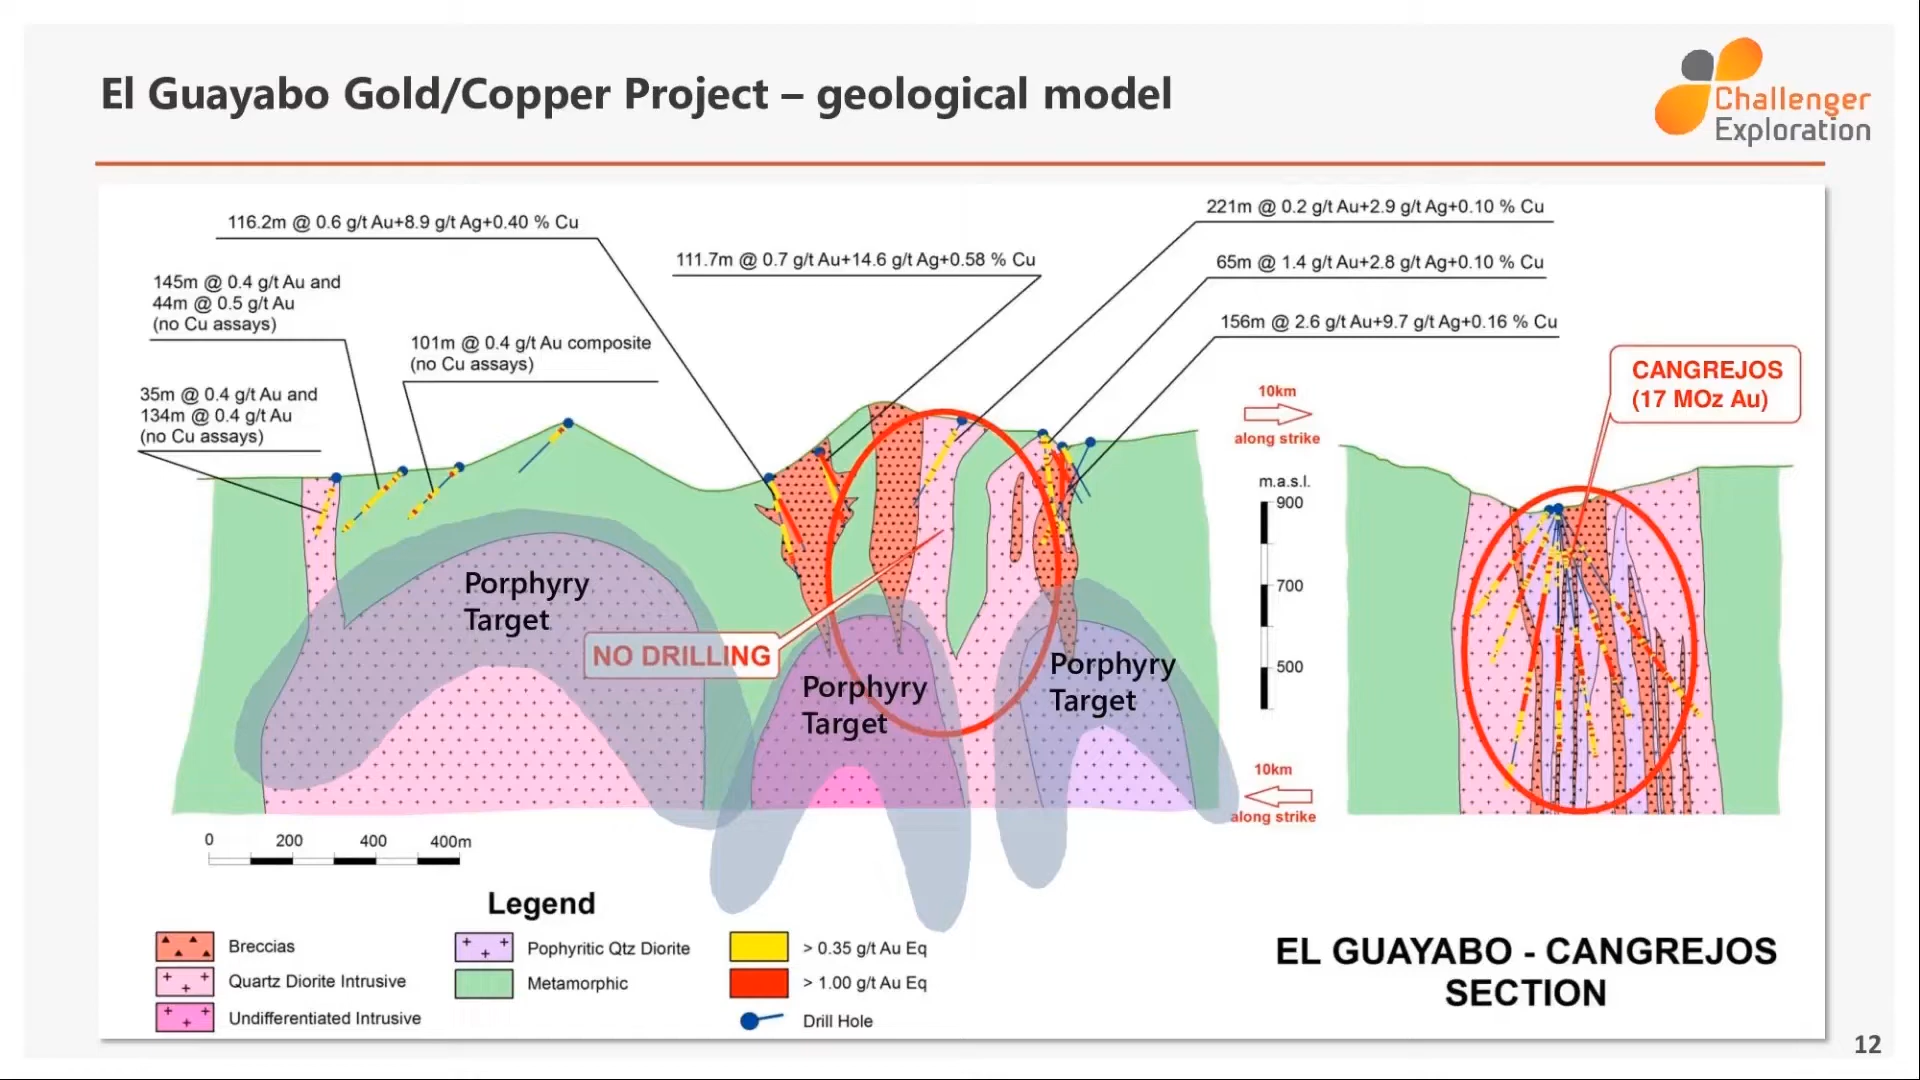 El Guayabo Gold/Copper Project – geological model
Challenger
Exploration
116.2m @ 0.6 g/t Au+8.9 g/t Ag+0.40 % Cu
221m @ 0.2 g/t Au+2.9 g/t Ag+0.10 % Cu
111.7m @ 0.7 g/t Au+14.6 g/t Ag+0.58 % Cu
65m @ 1.4 g/t Au+2.8 g/t Ag+0.10 % Cu
145m @ 0.4 g/t Au and
44m @ 0.5 g/t Au
(no Cu assays)
156m @ 2.6 g/t Au+9.7 g/t Ag+0.16 % Cu
101m @ 0.4 g/t Au composite
(no Cu assays)
35m @ 0.4 g/t Au and
134m @ 0.4 g/t Au
(no Cu assays)
CANGREJOS
(17 MOz Au)
10km
along strike
m.a.s.l.
900
700
500
Porphyry
Target
NO DRILLING
Porphyry
Target
Porphyry
Target
10km
along strike
0 200 400 400m
Legend
Breccias
Quartz Diorite Intrusive
Undifferentiated Intrusive
Pophyritic Qtz Diorite
Metamorphic
> 0.35 g/t Au Eq
> 1.00 g/t Au Eq
Drill Hole
EL GUAYABO - CANGREJOS
SECTION
12